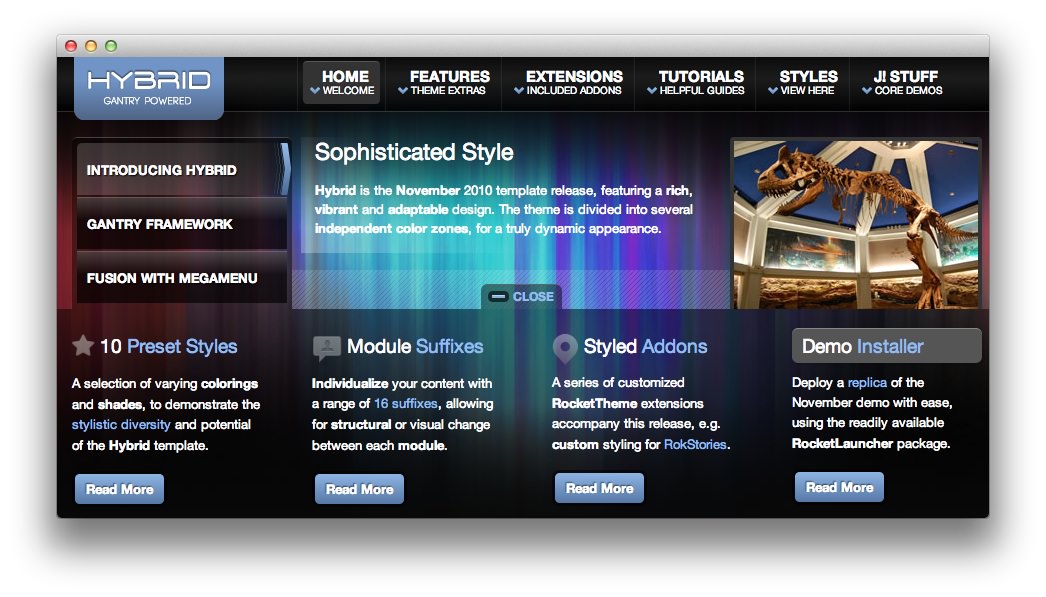 HYBRID
GANTRY POWERED
HOME
WELCOME
FEATURES
THEME EXTRAS
EXTENSIONS
INCLUDED ADDONS
TUTORIALS
HELPFUL GUIDES
STYLES
VIEW HERE
J! STUFF
CORE DEMOS
INTRODUCING HYBRID
GANTRY FRAMEWORK
FUSION WITH MEGAMENU
Sophisticated Style
Hybrid is the November 2010 template release, featuring a rich,
vibrant and adaptable design. The theme is divided into several
independent color zones, for a truly dynamic appearance.
CLOSE
10 Preset Styles
A selection of varying colorings
and shades, to demonstrate the
stylistic diversity and potential
of the Hybrid template.
Read More
Module Suffixes
Individualize your content with
a range of 16 suffixes, allowing
for structural or visual change
between each module.
Read More
Styled Addons
A series of customized
RocketTheme extensions
accompany this release, e.g.
custom styling for RokStories.
Read More
Demo Installer
Deploy a replica of the
November demo with ease,
using the readily available
RocketLauncher package.
Read More